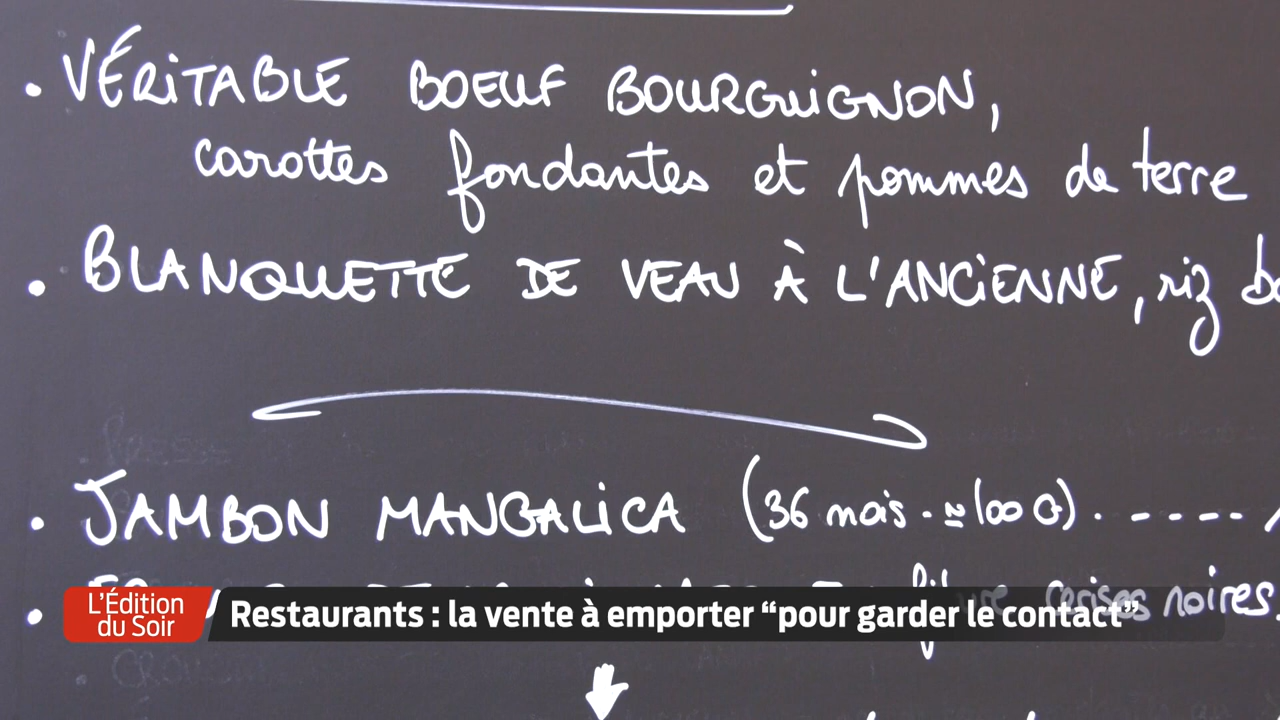 . VÉRiTABLE BOEUF BOURGUiGNON,
carottes fondantes et pommes de terre
. BLANQUETTE DE VEAU À L'ANCiENNE, riz
. JAMBON MANGALiCA (36 mois - ≈100 G) . - - - - -
cerises noires.
L'Édition
du Soir
Restaurants : la vente à emporter “pour garder le contact”